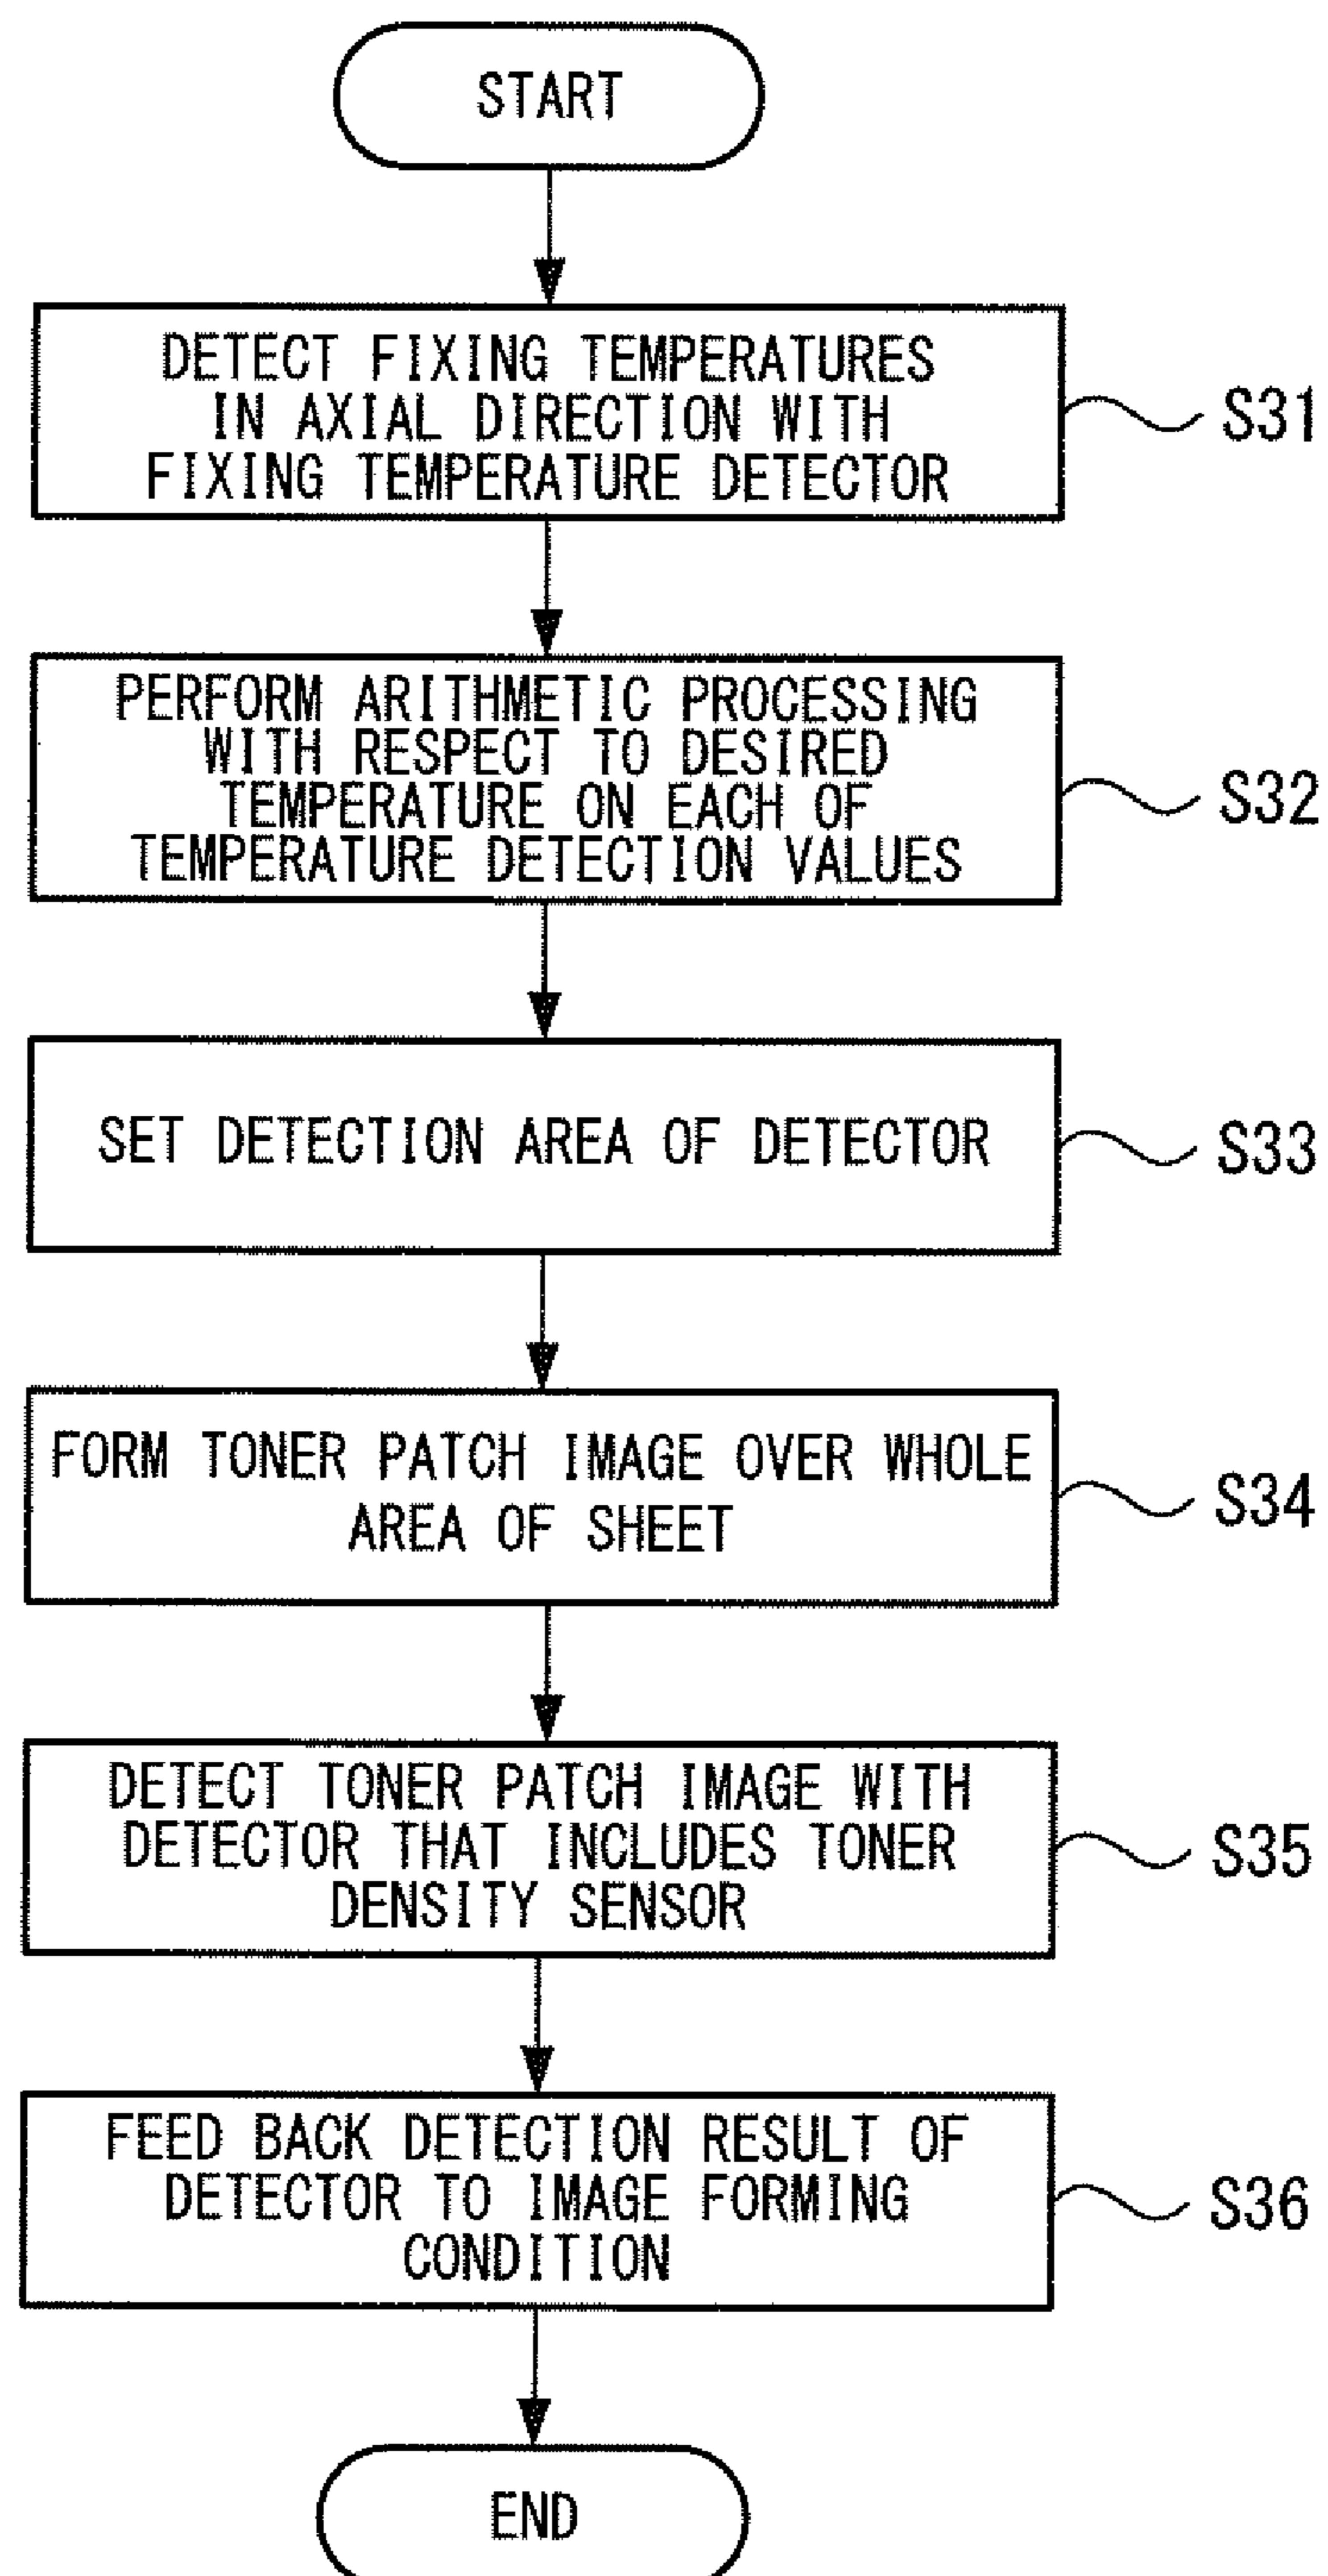 START
DETECT FIXING TEMPERATURES
IN AXIAL DIRECTION WITH
FIXING TEMPERATURE DETECTOR
S31
PERFORM ARITHMETIC PROCESSING
WITH RESPECT TO DESIRED
TEMPERATURE ON EACH OF
TEMPERATURE DETECTION VALUES
S32
SET DETECTION AREA OF DETECTOR
S33
FORM TONER PATCH IMAGE OVER WHOLE
AREA OF SHEET
S34
DETECT TONER PATCH IMAGE WITH
DETECTOR THAT INCLUDES TONER
DENSITY SENSOR
S35
FEED BACK DETECTION RESULT OF
DETECTOR TO IMAGE FORMING
CONDITION
S36
END